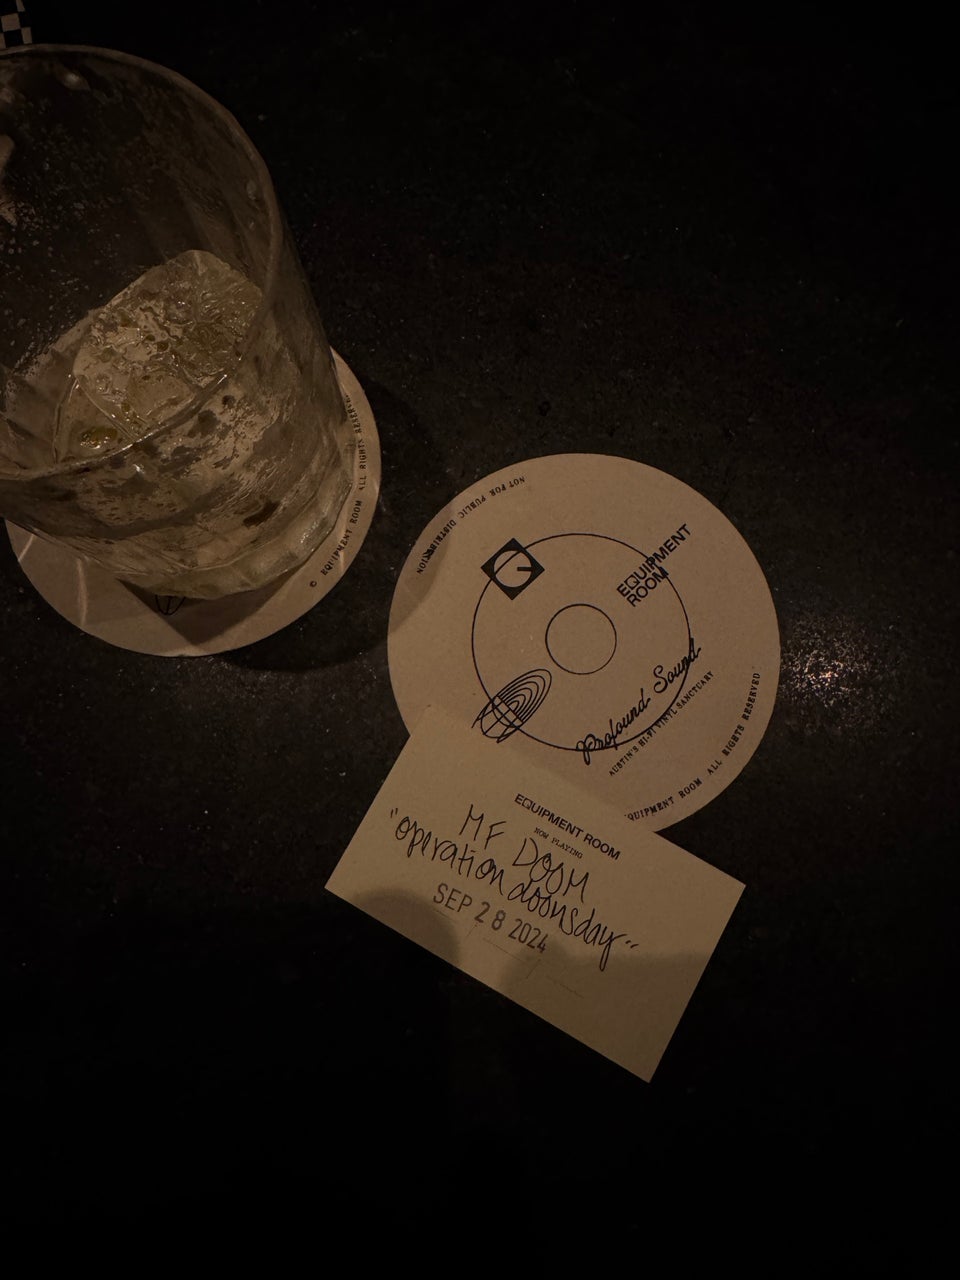 © EQUIPMENT ROOM ALL RIGHTS RESERVED
NOT FOR PUBLIC DISTRIBUTION
EQUIPMENT
ROOM
Profound Sound
AUSTIN'S HI-FI VINYL SANCTUARY
EQUIPMENT ROOM ALL RIGHTS RESERVED
EQUIPMENT ROOM
NOW PLAYING
MF DOOM
"operation doomsday"
SEP 28 2024